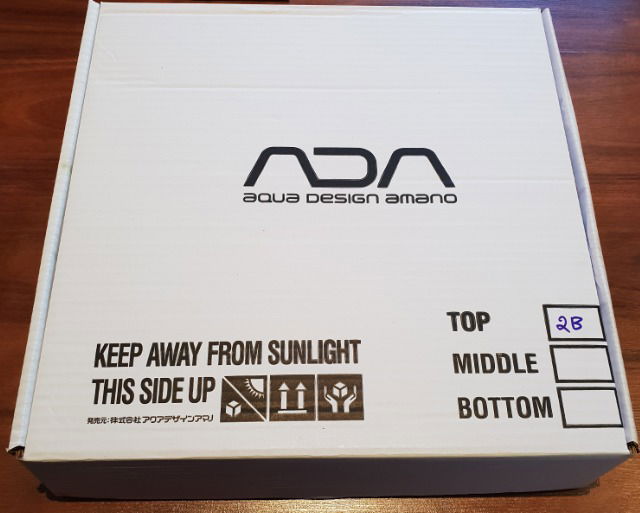 ADA
aqua design amano
TOP 2B
MIDDLE
BOTTOM
KEEP AWAY FROM SUNLIGHT
THIS SIDE UP
発売元:株式会社 アクアデザインアマノ